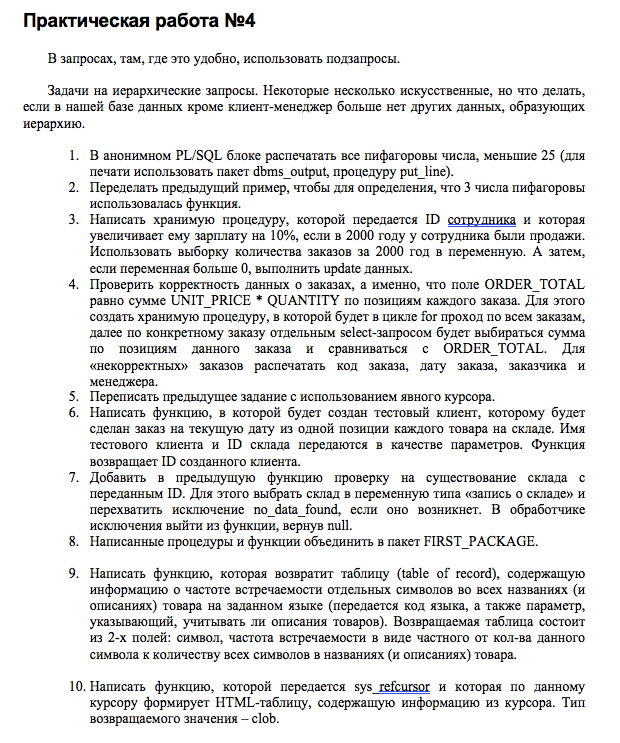 Практическая работа №4
В запросах, там, где это удобно, использовать подзапросы.
Задачи на иерархические запросы. Некоторые несколько искусственные, но что делать,
если в нашей базе данных кроме клиент-менеджер больше нет других данных, образующих
иерархию.
1. В анонимном PL/SQL блоке распечатать все пифагоровы числа, меньшие 25 (для
печати использовать пакет dbms_output, процедуру put_line).
2. Переделать предыдущий пример, чтобы для определения, что 3 числа пифагоровы
использовалась функция.
3. Написать хранимую процедуру, которой передается ID сотрудника и которая
увеличивает ему зарплату на 10%, если в 2000 году у сотрудника были продажи.
Использовать выборку количества заказов за 2000 год в переменную. А затем,
если переменная больше 0, выполнить update данных.
4. Проверить корректность данных о заказах, а именно, что поле ORDER_TOTAL
равно сумме UNIT_PRICE * QUANTITY по позициям каждого заказа. Для этого
создать хранимую процедуру, в которой будет в цикле for проход по всем заказам,
далее по конкретному заказу отдельным select-запросом будет выбираться сумма
по позициям данного заказа и сравниваться с ORDER_TOTAL. Для
«некорректных» заказов распечатать код заказа, дату заказа, заказчика и
менеджера.
5. Переписать предыдущее задание с использованием явного курсора.
6. Написать функцию, в которой будет создан тестовый клиент, которому будет
сделан заказ на текущую дату из одной позиции каждого товара на складе. Имя
тестового клиента и ID склада передаются в качестве параметров. Функция
возвращает ID созданного клиента.
7. Добавить в предыдущую функцию проверку на существование склада с
переданным ID. Для этого выбрать склад в переменную типа «запись о складе» и
перехватить исключение no_data_found, если оно возникнет. В обработчике
исключения выйти из функции, вернув null.
8. Написанные процедуры и функции объединить в пакет FIRST_PACKAGE.
9. Написать функцию, которая возвратит таблицу (table of record), содержащую
информацию о частоте встречаемости отдельных символов во всех названиях (и
описаниях) товара на заданном языке (передается код языка, а также параметр,
указывающий, учитывать ли описания товаров). Возвращаемая таблица состоит
из 2-х полей: символ, частота встречаемости в виде частного от кол-ва данного
символа к количеству всех символов в названиях (и описаниях) товара.
10. Написать функцию, которой передается sys_refcursor и которая по данному
курсору формирует HTML-таблицу, содержащую информацию из курсора. Тип
возвращаемого значения – clob.